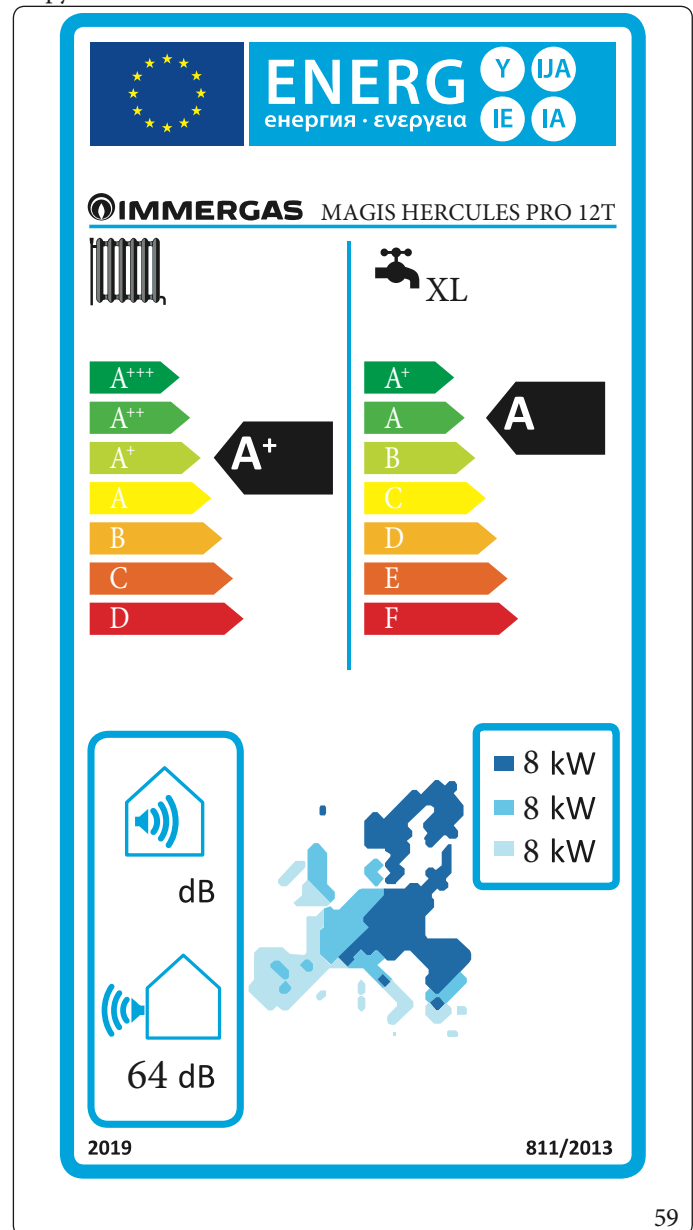 ENERG Y IJA
енергия · ενεργεια IE IA
IMMERGAS MAGIS HERCULES PRO 12T
XL
A+++
A++
A+
A
B
C
D
A+
A+
A
B
C
D
E
F
A
8 kW
8 kW
8 kW
dB
64 dB
2019
811/2013
59